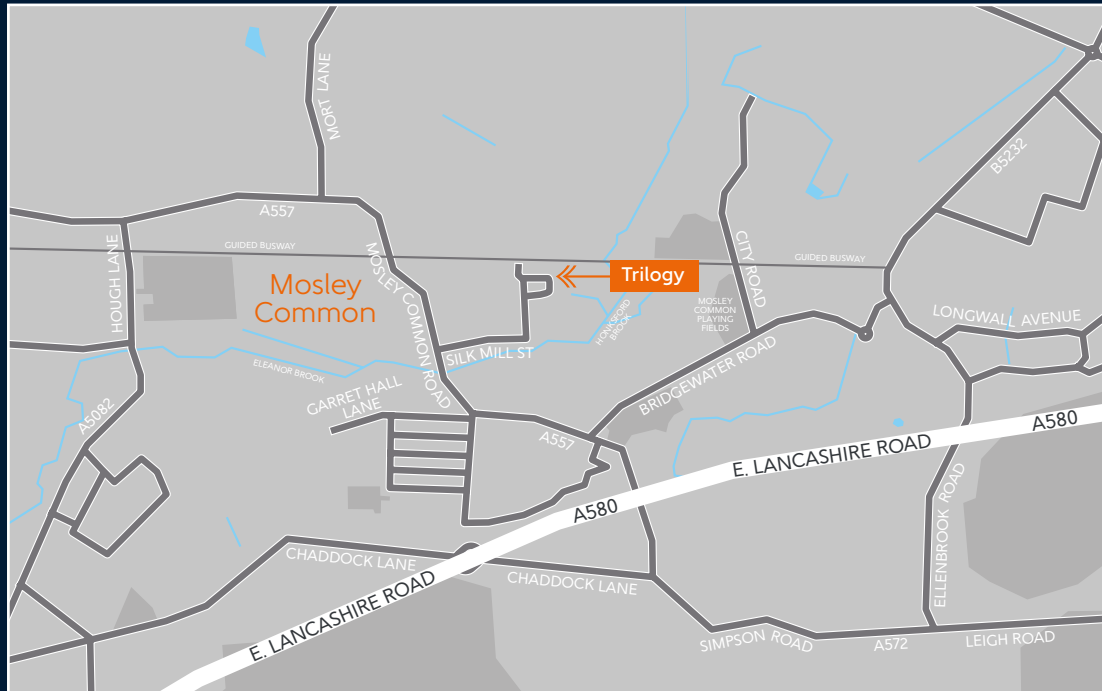 MORT LANE
B5232
A557
HOUGH LANE
GUIDED BUSWAY
MOSLEY COMMON ROAD
CITY ROAD
GUIDED BUSWAY
Mosley
Common
Trilogy
MOSLEY
COMMON
PLAYING
FIELDS
HONKSFORD
BROOK
LONGWALL AVENUE
SILK MILL ST
ELEANOR BROOK
BRIDGEWATER ROAD
GARRET HALL
LANE
A5082
A557
A580
E. LANCASHIRE ROAD
A580
ELLENBROOK ROAD
CHADDOCK LANE
CHADDOCK LANE
E. LANCASHIRE ROAD
SIMPSON ROAD
A572
LEIGH ROAD